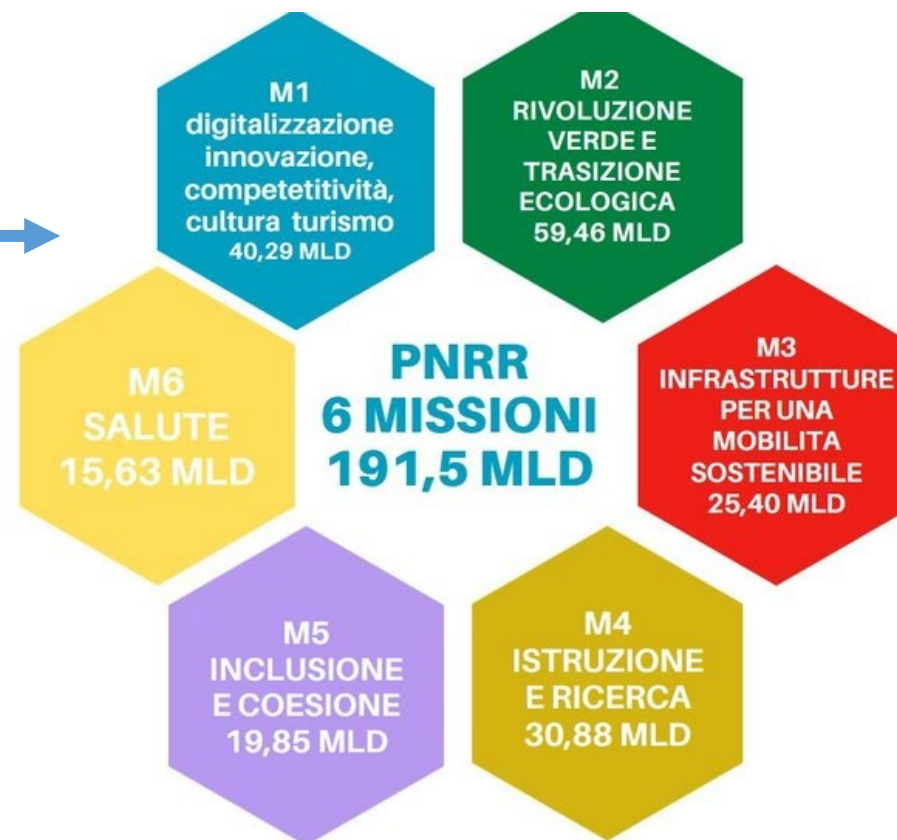 M1
digitalizzazione
innovazione,
competetitività,
cultura turismo
40,29 MLD
M2
RIVOLUZIONE
VERDE E
TRASIZIONE
ECOLOGICA
59,46 MLD
M6
SALUTE
15,63 MLD
PNRR
6 MISSIONI
191,5 MLD
M3
INFRASTRUTTURE
PER UNA
MOBILITA
SOSTENIBILE
25,40 MLD
M5
INCLUSIONE
E COESIONE
19,85 MLD
M4
ISTRUZIONE
E RICERCA
30,88 MLD